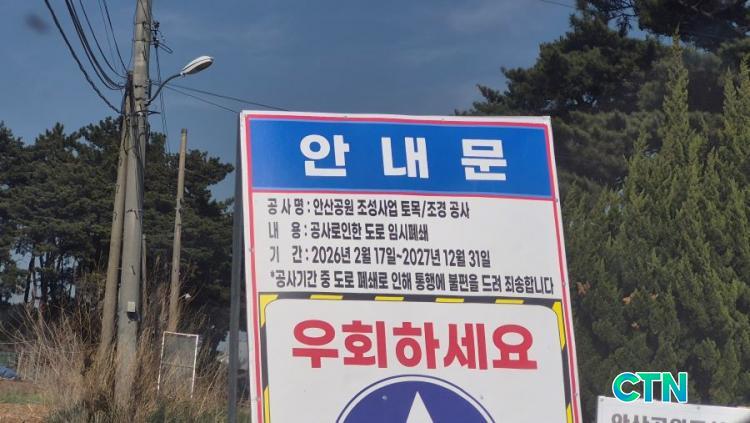 안내문
공 사 명 : 안산공원 조성사업 토목/조경 공사
내 용 : 공사로인한 도로 임시폐쇄
기 간 : 2026년 2월 17일~2027년 12월 31일
*공사기간 중 도로 폐쇄로 인해 통행에 불편을 드려 죄송합니다
우회하세요
CTN
안산공원